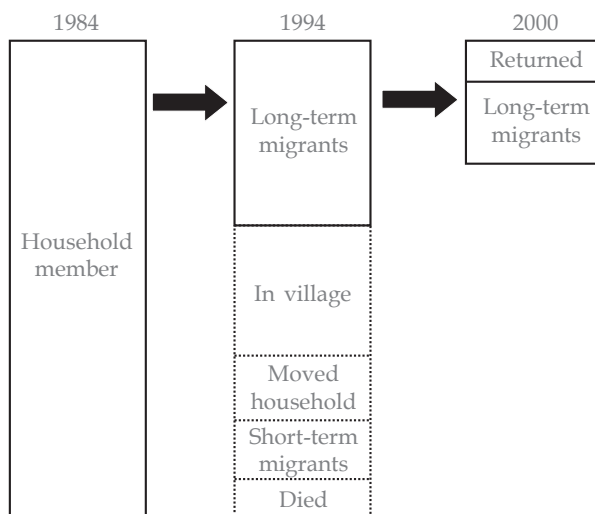 1984
1994
2000
Household
member
Long-term
migrants
In village
Moved
household
Short-term
migrants
Died
Returned
Long-term
migrants